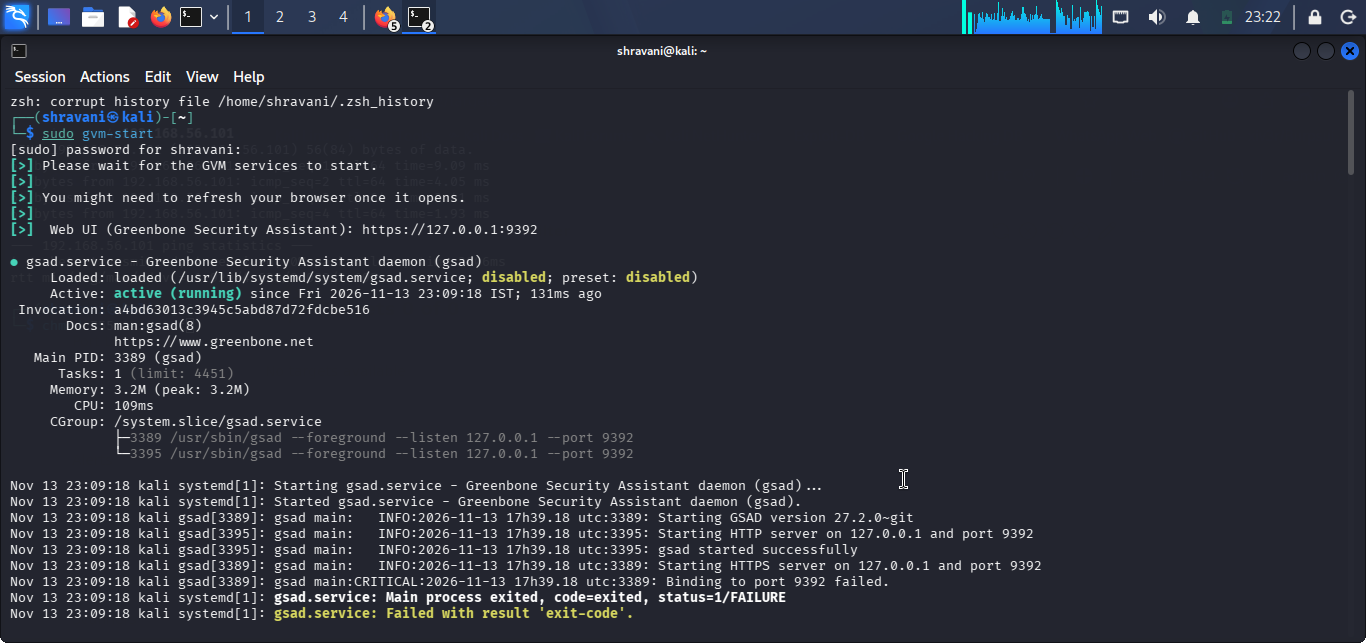 1 2 3 4 5 2 23:22
shravani@kali: ~
Session Actions Edit View Help
zsh: corrupt history file /home/shravani/.zsh_history
┌──(shravani㉿kali)-[~]
└─$ sudo gvm-start
[sudo] password for shravani:
[>] Please wait for the GVM services to start.
[>]
[>] You might need to refresh your browser once it opens.
[>]
[>]  Web UI (Greenbone Security Assistant): https://127.0.0.1:9392
● gsad.service - Greenbone Security Assistant daemon (gsad)
Loaded: loaded (/usr/lib/systemd/system/gsad.service; disabled; preset: disabled)
Active: active (running) since Fri 2026-11-13 23:09:18 IST; 131ms ago
Invocation: a4bd63013c3945c5abd87d72fdcbe516
Docs: man:gsad(8)
https://www.greenbone.net
Main PID: 3389 (gsad)
Tasks: 1 (limit: 4451)
Memory: 3.2M (peak: 3.2M)
CPU: 109ms
CGroup: /system.slice/gsad.service
├─3389 /usr/sbin/gsad --foreground --listen 127.0.0.1 --port 9392
└─3395 /usr/sbin/gsad --foreground --listen 127.0.0.1 --port 9392
Nov 13 23:09:18 kali systemd[1]: Starting gsad.service - Greenbone Security Assistant daemon (gsad)...
Nov 13 23:09:18 kali systemd[1]: Started gsad.service - Greenbone Security Assistant daemon (gsad).
Nov 13 23:09:18 kali gsad[3389]: gsad main:   INFO:2026-11-13 17h39.18 utc:3389: Starting GSAD version 27.2.0~git
Nov 13 23:09:18 kali gsad[3395]: gsad main:   INFO:2026-11-13 17h39.18 utc:3395: Starting HTTP server on 127.0.0.1 and port 9392
Nov 13 23:09:18 kali gsad[3395]: gsad main:   INFO:2026-11-13 17h39.18 utc:3395: gsad started successfully
Nov 13 23:09:18 kali gsad[3389]: gsad main:   INFO:2026-11-13 17h39.18 utc:3389: Starting HTTPS server on 127.0.0.1 and port 9392
Nov 13 23:09:18 kali gsad[3389]: gsad main:CRITICAL:2026-11-13 17h39.18 utc:3389: Binding to port 9392 failed.
Nov 13 23:09:18 kali systemd[1]: gsad.service: Main process exited, code=exited, status=1/FAILURE
Nov 13 23:09:18 kali systemd[1]: gsad.service: Failed with result 'exit-code'.